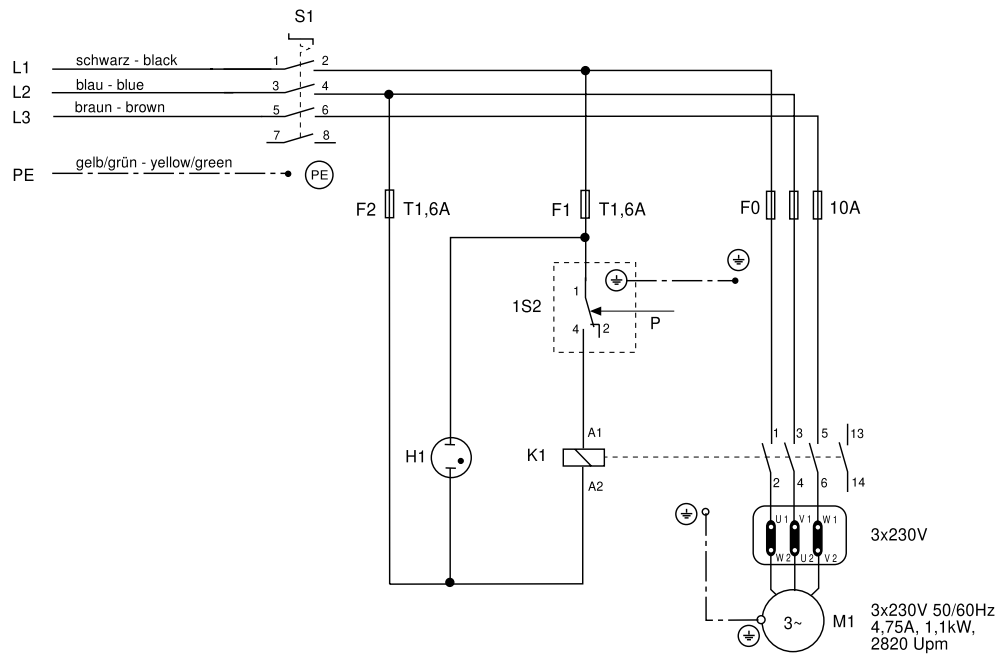 S1
L1 schwarz - black 1 2
L2 blau - blue 3 4
L3 braun - brown 5 6
7 8
PE gelb/grün - yellow/green PE
F2 T1,6A F1 T1,6A F0 10A
1
1S2
P
4 2
A1 1 3 5 13
H1 K1
A2 2 4 6 14
U1 V1 W1
3x230V
W2 U2 V2
3~ M1 3x230V 50/60Hz
4,75A, 1,1kW,
2820 Upm